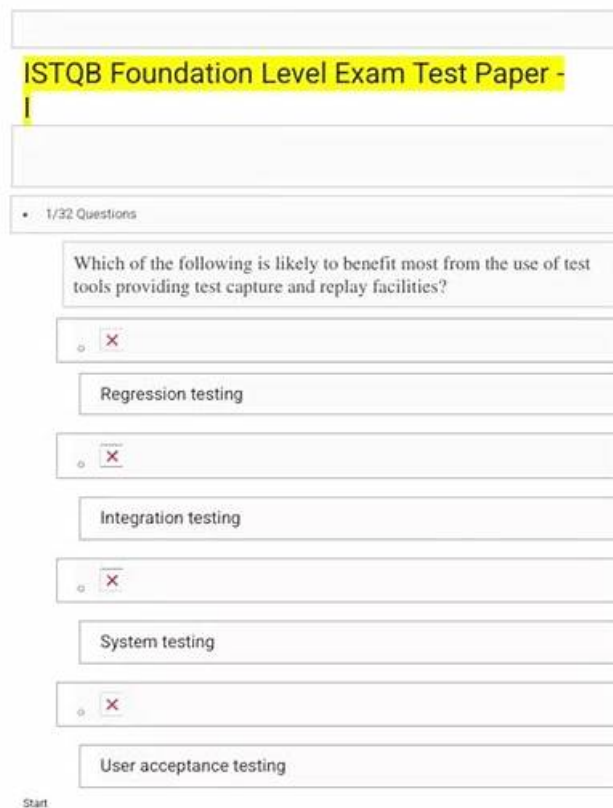 ISTQB Foundation Level Exam Test Paper -
I
1/32 Questions
Which of the following is likely to benefit most from the use of test
tools providing test capture and replay facilities?
Regression testing
Integration testing
System testing
User acceptance testing
Start